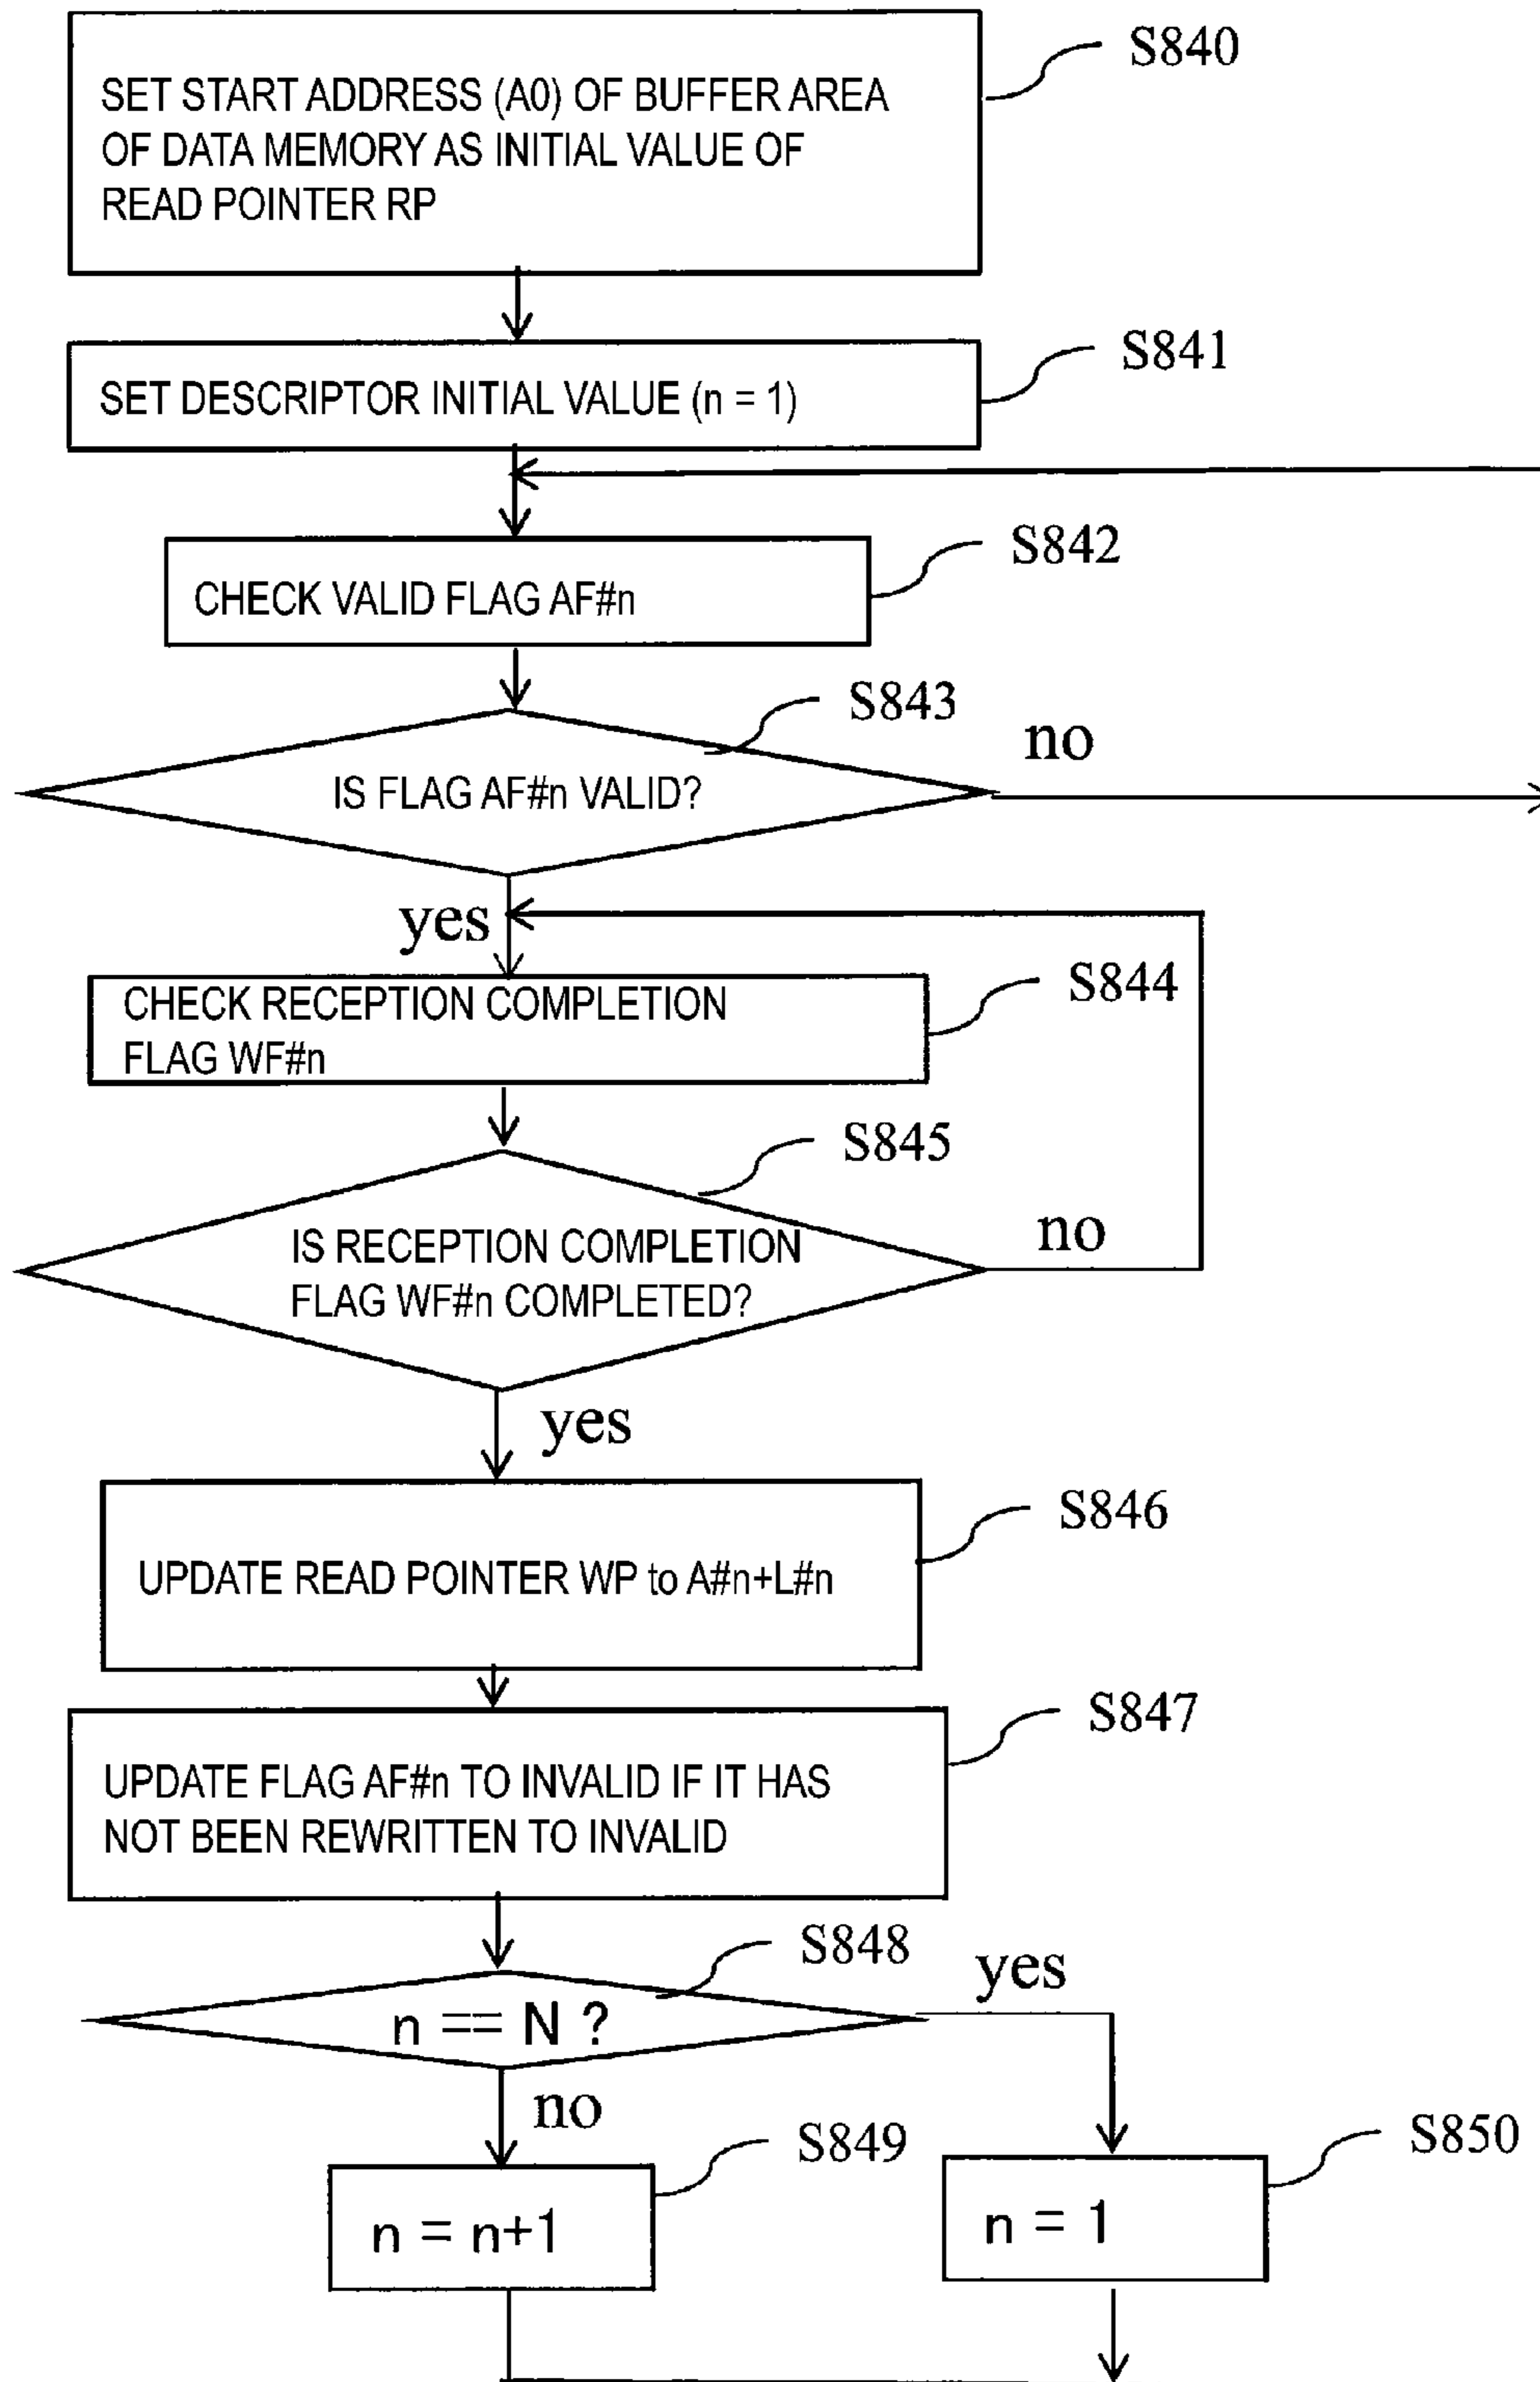 S840
SET START ADDRESS (A0) OF BUFFER AREA
OF DATA MEMORY AS INITIAL VALUE OF
READ POINTER RP
S841
SET DESCRIPTOR INITIAL VALUE (n = 1)
S842
CHECK VALID FLAG AF#n
S843
no
IS FLAG AF#n VALID?
yes
S844
CHECK RECEPTION COMPLETION
FLAG WF#n
S845
no
IS RECEPTION COMPLETION
FLAG WF#n COMPLETED?
yes
S846
UPDATE READ POINTER WP to A#n+L#n
S847
UPDATE FLAG AF#n TO INVALID IF IT HAS
NOT BEEN REWRITTEN TO INVALID
S848
yes
n == N ?
no
S849
S850
n = n+1
n = 1